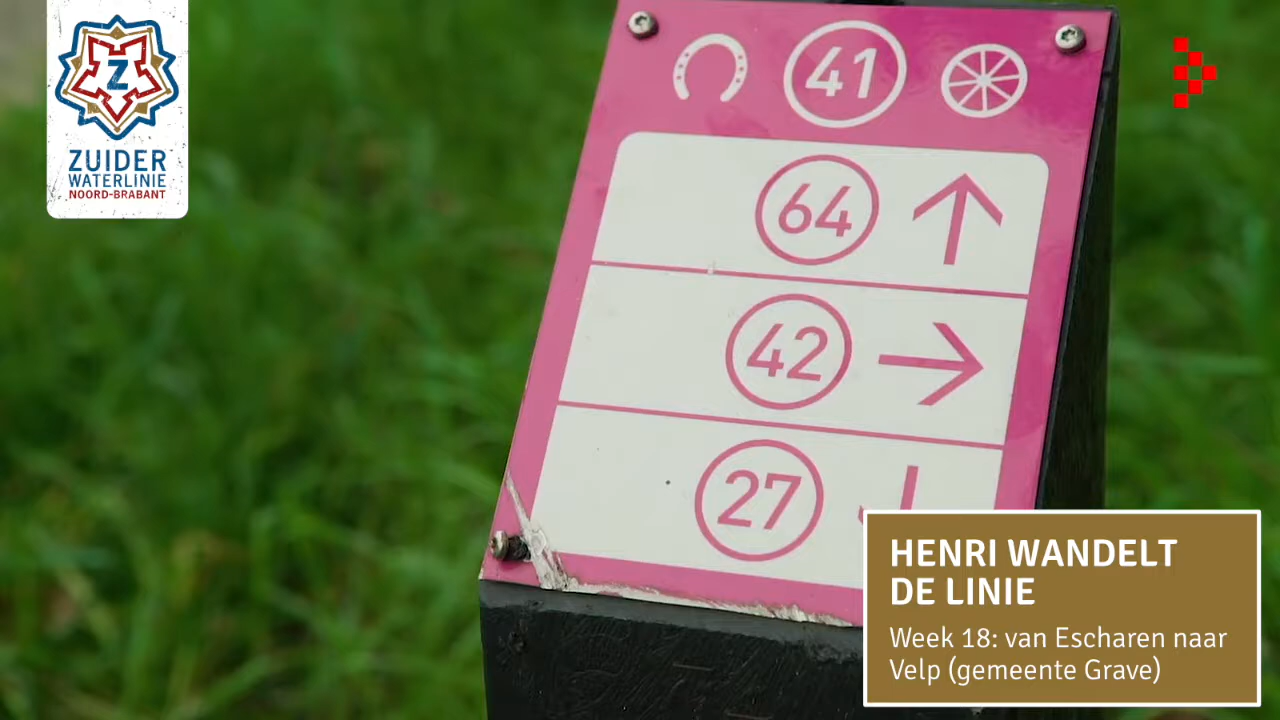 Z
ZUIDER
WATERLINIE
NOORD-BRABANT
41
64
42
27
HENRI WANDELT
DE LINIE
Week 18: van Escharen naar
Velp (gemeente Grave)